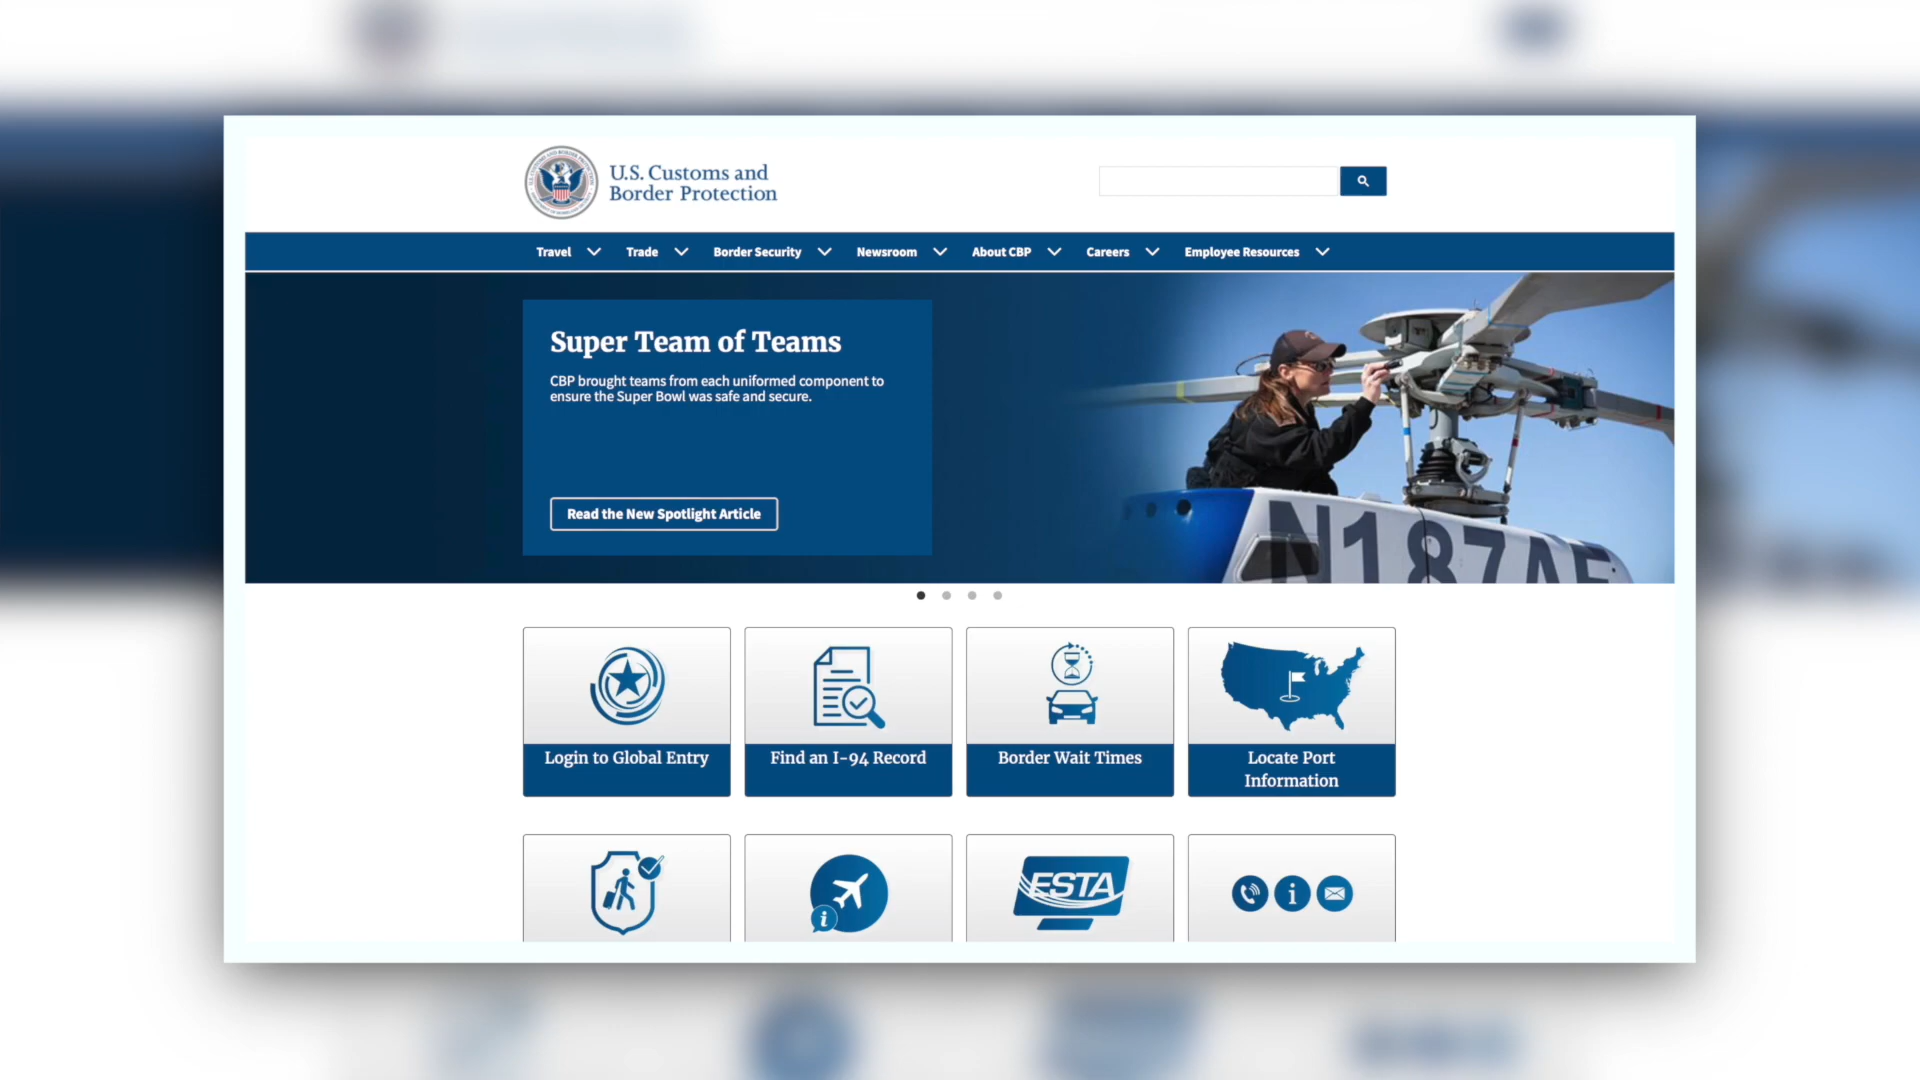 U.S. Customs and
Border Protection
Travel Trade Border Security Newsroom About CBP Careers Employee Resources
Super Team of Teams
CBP brought teams from each uniformed component to
ensure the Super Bowl was safe and secure.
Read the New Spotlight Article
N187AE
Login to Global Entry
Find an I-94 Record
Border Wait Times
Locate Port
Information
i
ESTA
i